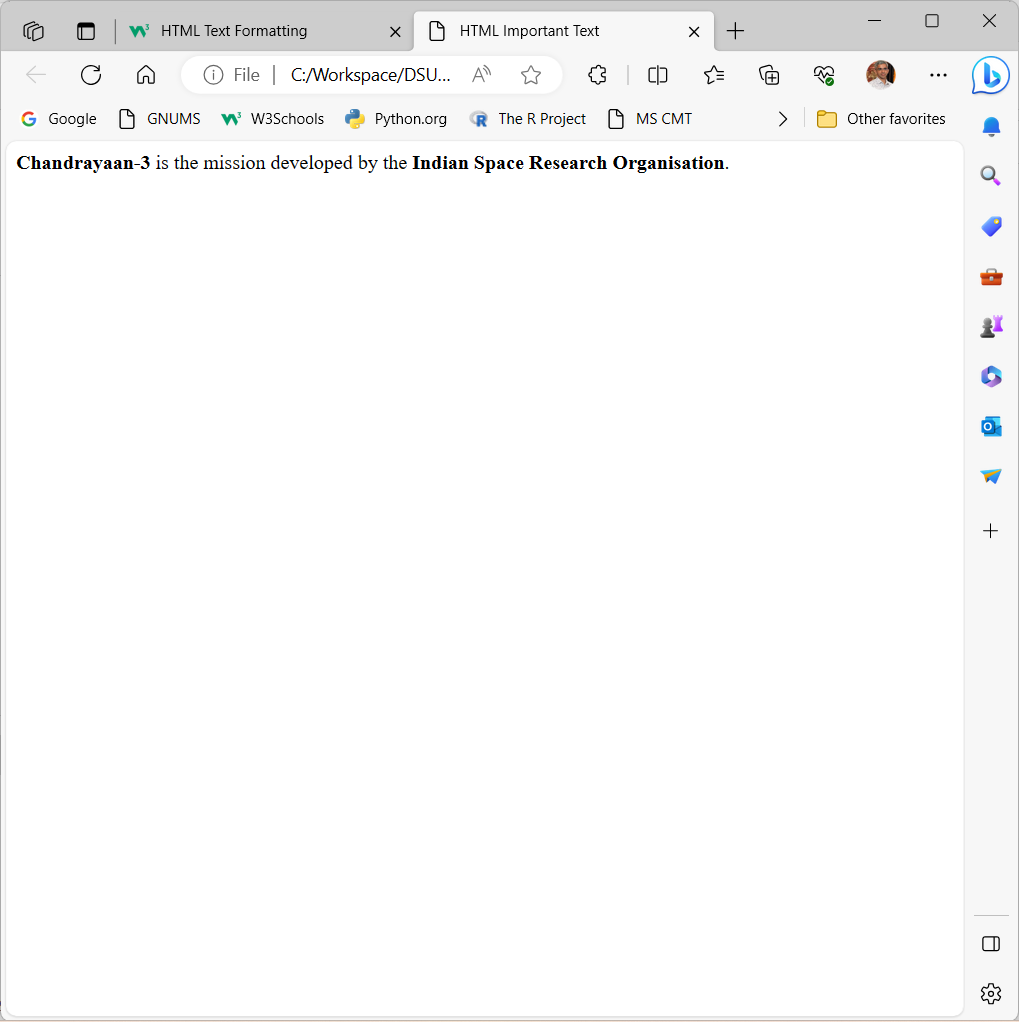 HTML Text Formatting
HTML Important Text
File C:/Workspace/DSU...
Google GNUMS W3Schools Python.org The R Project MS CMT Other favorites
Chandrayaan-3 is the mission developed by the Indian Space Research Organisation.